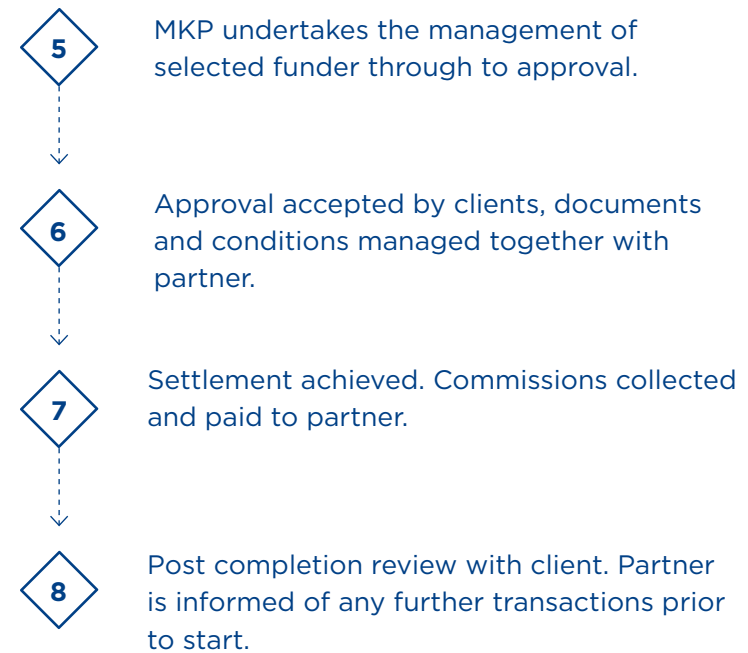 5
MKP undertakes the management of
selected funder through to approval.
6
Approval accepted by clients, documents
and conditions managed together with
partner.
7
Settlement achieved. Commissions collected
and paid to partner.
8
Post completion review with client. Partner
is informed of any further transactions prior
to start.